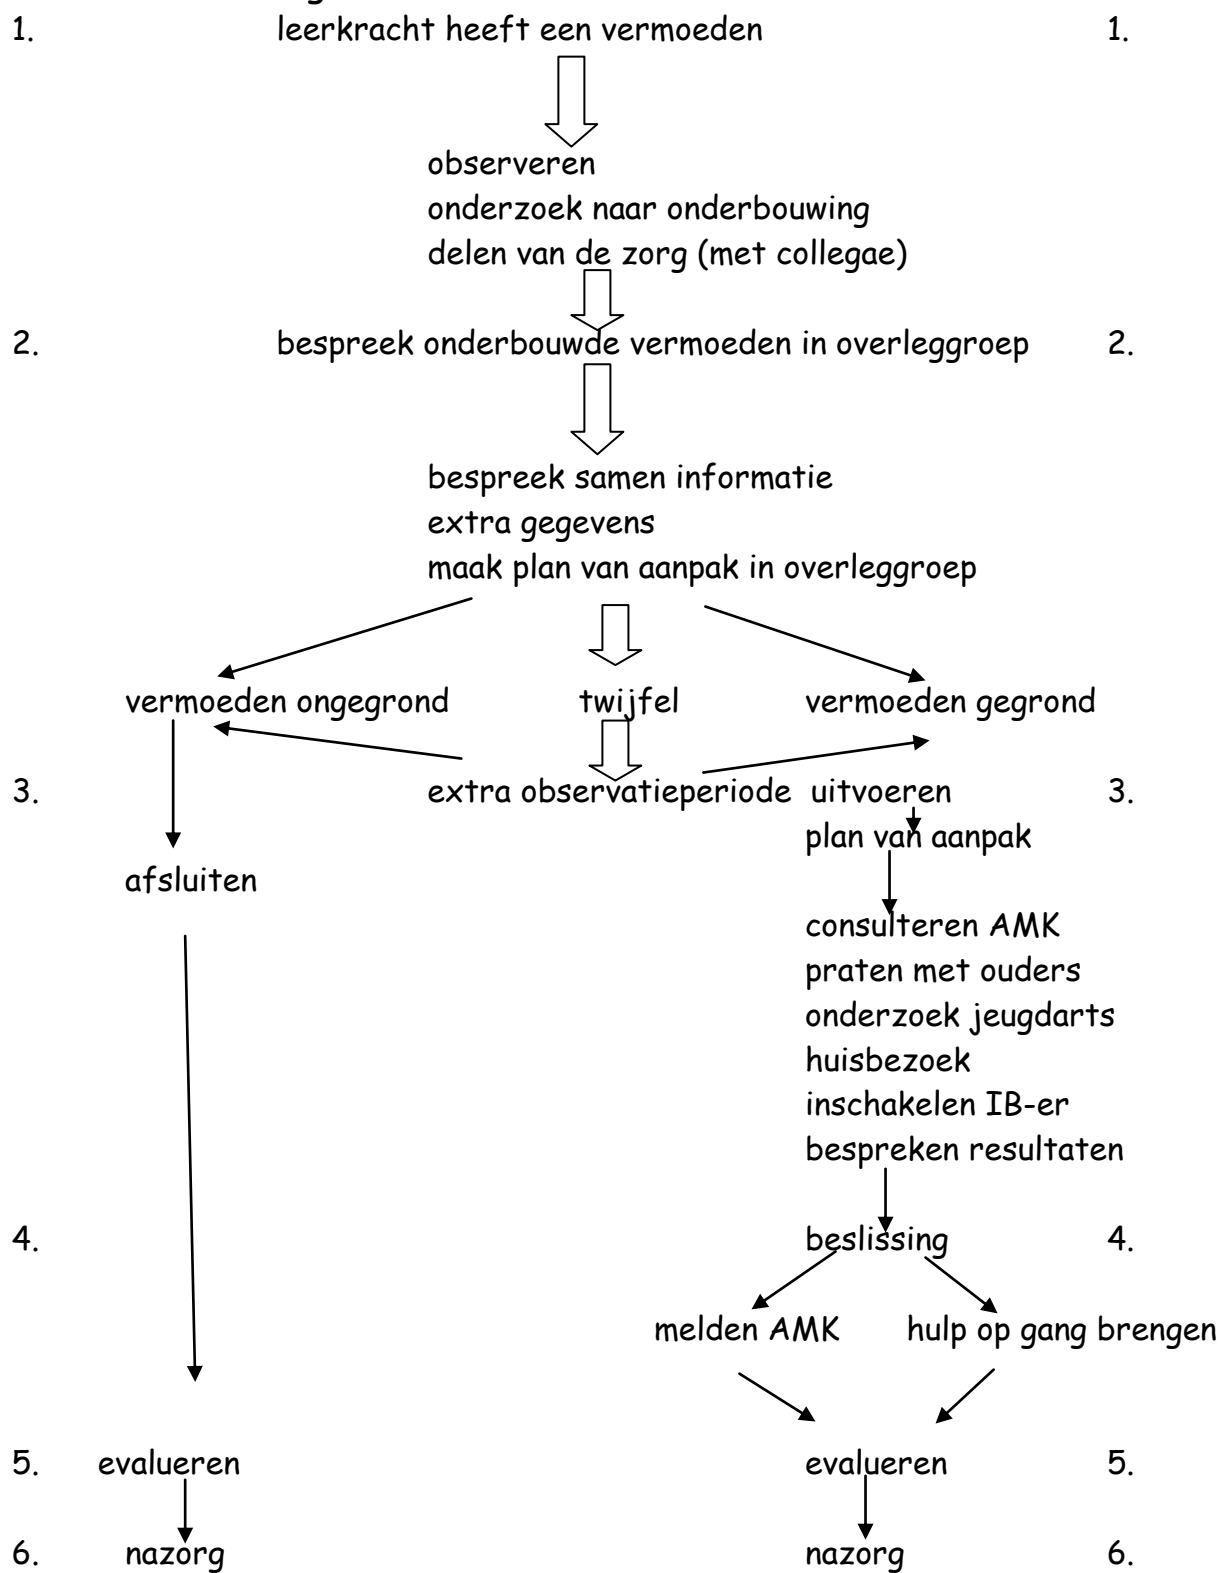 1. leerkracht heeft een vermoeden 1.
observeren
onderzoek naar onderbouwing
delen van de zorg (met collegae)
2. bespreek onderbouwde vermoeden in overleggroep 2.
bespreek samen informatie
extra gegevens
maak plan van aanpak in overleggroep
vermoeden ongegrond twijfel vermoeden gegrond
3. extra observatieperiode uitvoeren 3.
plan van aanpak
afsluiten
consulteren AMK
praten met ouders
onderzoek jeugdarts
huisbezoek
inschakelen IB-er
bespreken resultaten
4. beslissing 4.
melden AMK hulp op gang brengen
5. evalueren evalueren 5.
6. nazorg nazorg 6.